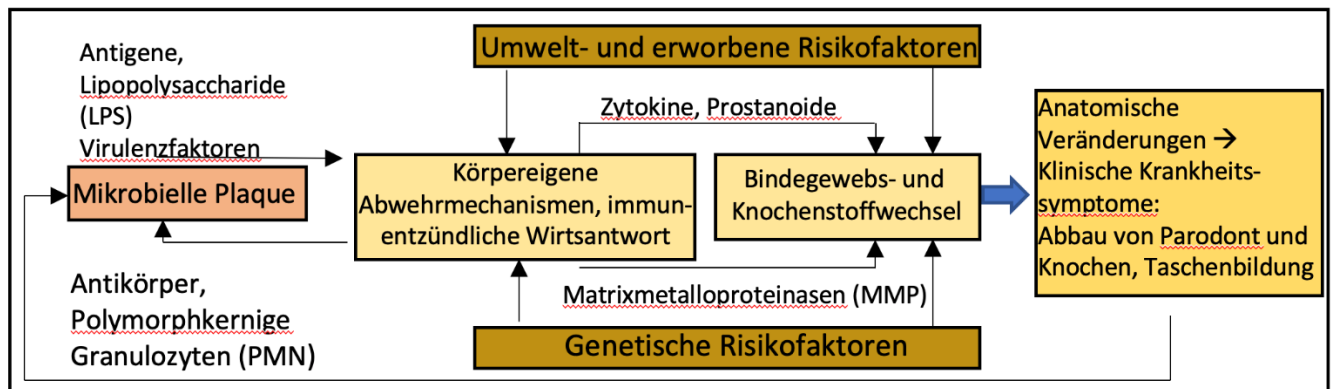 Antigene,
Lipopolysaccharide
(LPS)
Virulenzfaktoren
Mikrobielle Plaque
Antikörper,
Polymorphkernige
Granulozyten (PMN)
Umwelt- und erworbene Risikofaktoren
Zytokine, Prostanoide
Körpereigene
Abwehrmechanismen, immun-
entzündliche Wirtsantwort
Bindegewebs- und
Knochenstoffwechsel
Matrixmetalloproteinasen (MMP)
Genetische Risikofaktoren
Anatomische
Veränderungen →
Klinische Krankheits-
symptome:
Abbau von Parodont und
Knochen, Taschenbildung